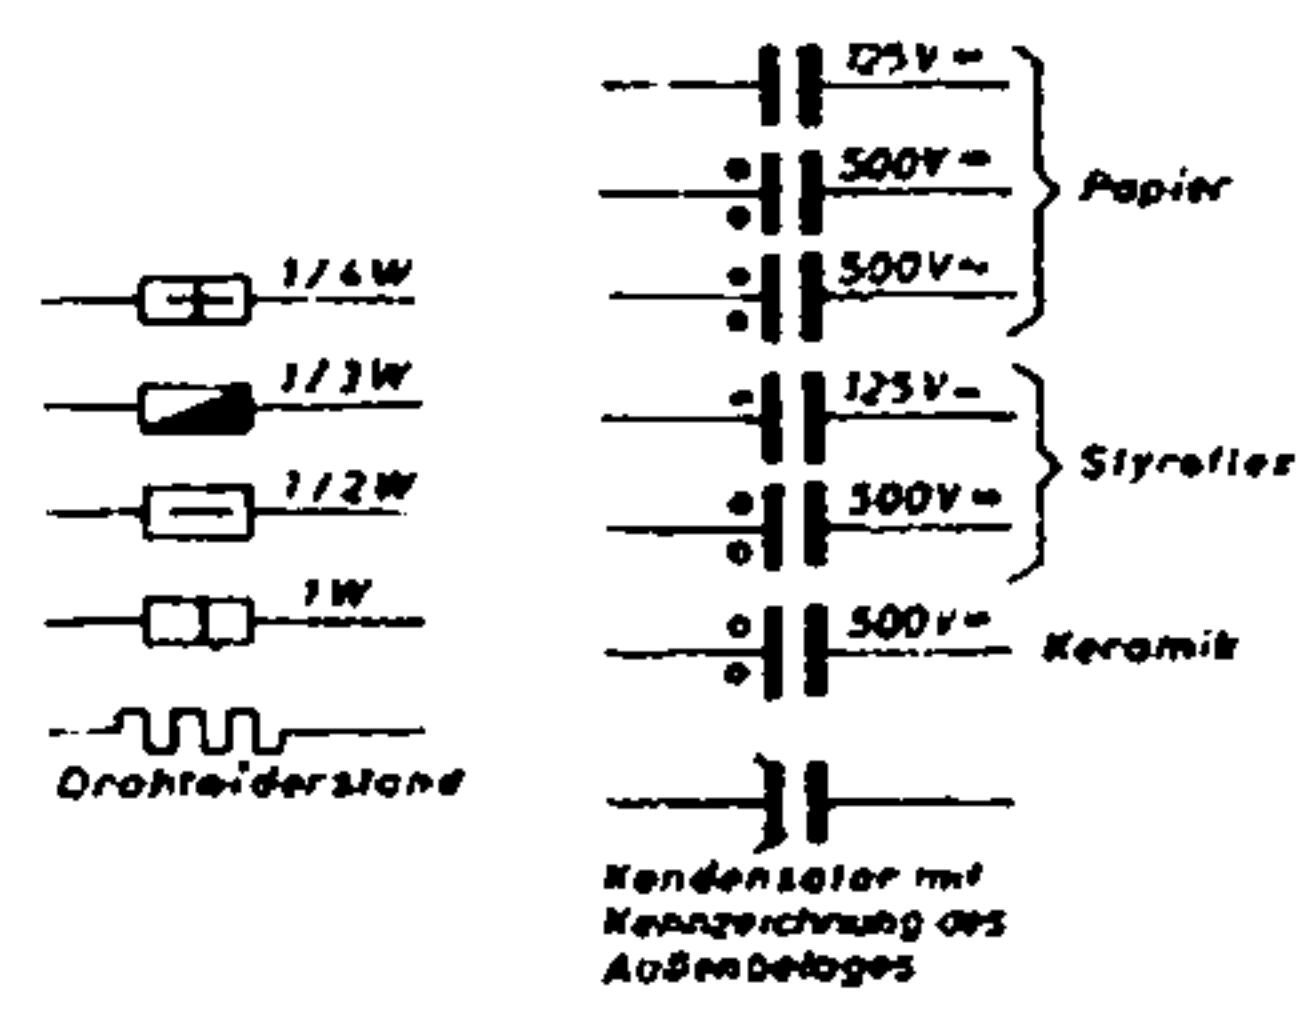 1/4W
1/3W
1/2W
1W
Drahtwiderstand
125V =
500V =
500V ~
Papier
125V =
500V =
Styroflex
500V =
Keramik
Kondensator mit
Kennzeichnung des
Außenbelages